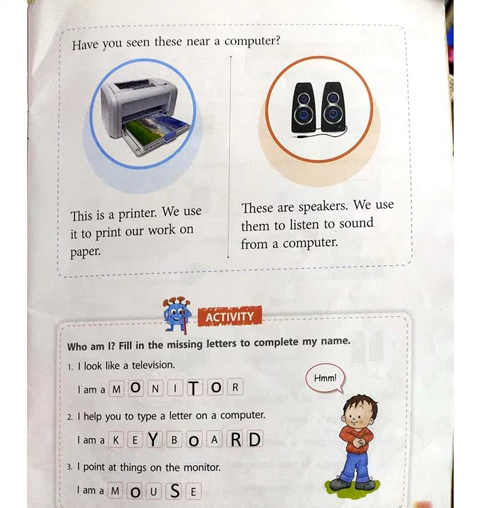 Have you seen these near a computer?
This is a printer. We use
it to print our work on
paper.
These are speakers. We use
them to listen to sound
from a computer.
ACTIVITY
Who am I? Fill in the missing letters to complete my name.
1. I look like a television.
I am a M O N I T O R
Hmm!
2. I help you to type a letter on a computer.
I am a K E Y B o A R D
3. I point at things on the monitor.
I am a M O U S E